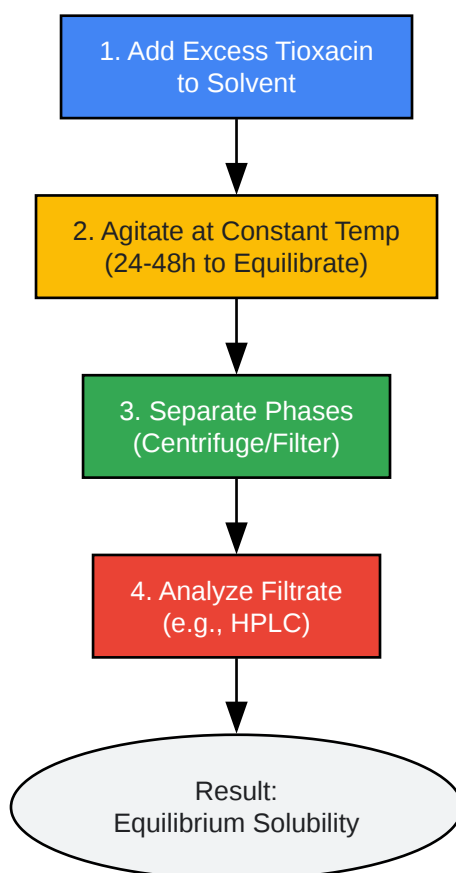 1. Add Excess Tioxacin
to Solvent
2. Agitate at Constant Temp
(24-48h to Equilibrate)
3. Separate Phases
(Centrifuge/Filter)
4. Analyze Filtrate
(e.g., HPLC)
Result:
Equilibrium Solubility